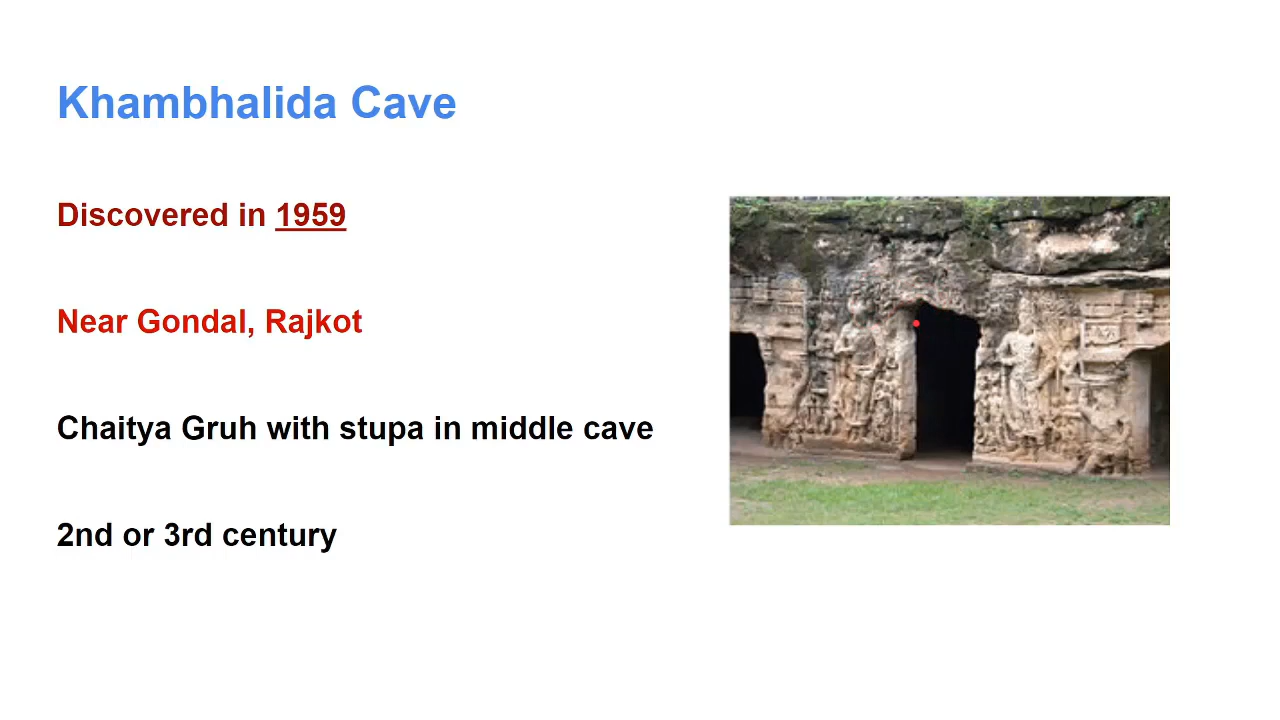 Khambhalida Cave
Discovered in 1959
Near Gondal, Rajkot
Chaitya Gruh with stupa in middle cave
2nd or 3rd century